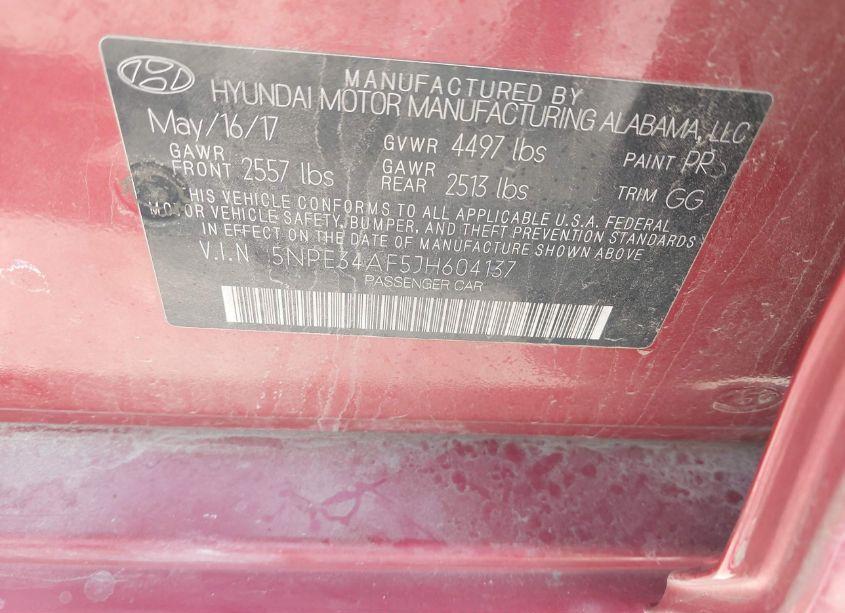 MANUFACTURED BY
HYUNDAI MOTOR MANUFACTURING ALABAMA, LLC
May/16/17
GVWR 4497 lbs
PAINT
GAWR FRONT 2557 lbs
GAWR REAR 2513 lbs
TRIM GG
THIS VEHICLE CONFORMS TO ALL APPLICABLE U.S.A. FEDERAL
MOTOR VEHICLE SAFETY, BUMPER, AND THEFT PREVENTION STANDARDS
IN EFFECT ON THE DATE OF MANUFACTURE SHOWN ABOVE
V.I.N 5NPE34AF5JH604137
PASSENGER CAR